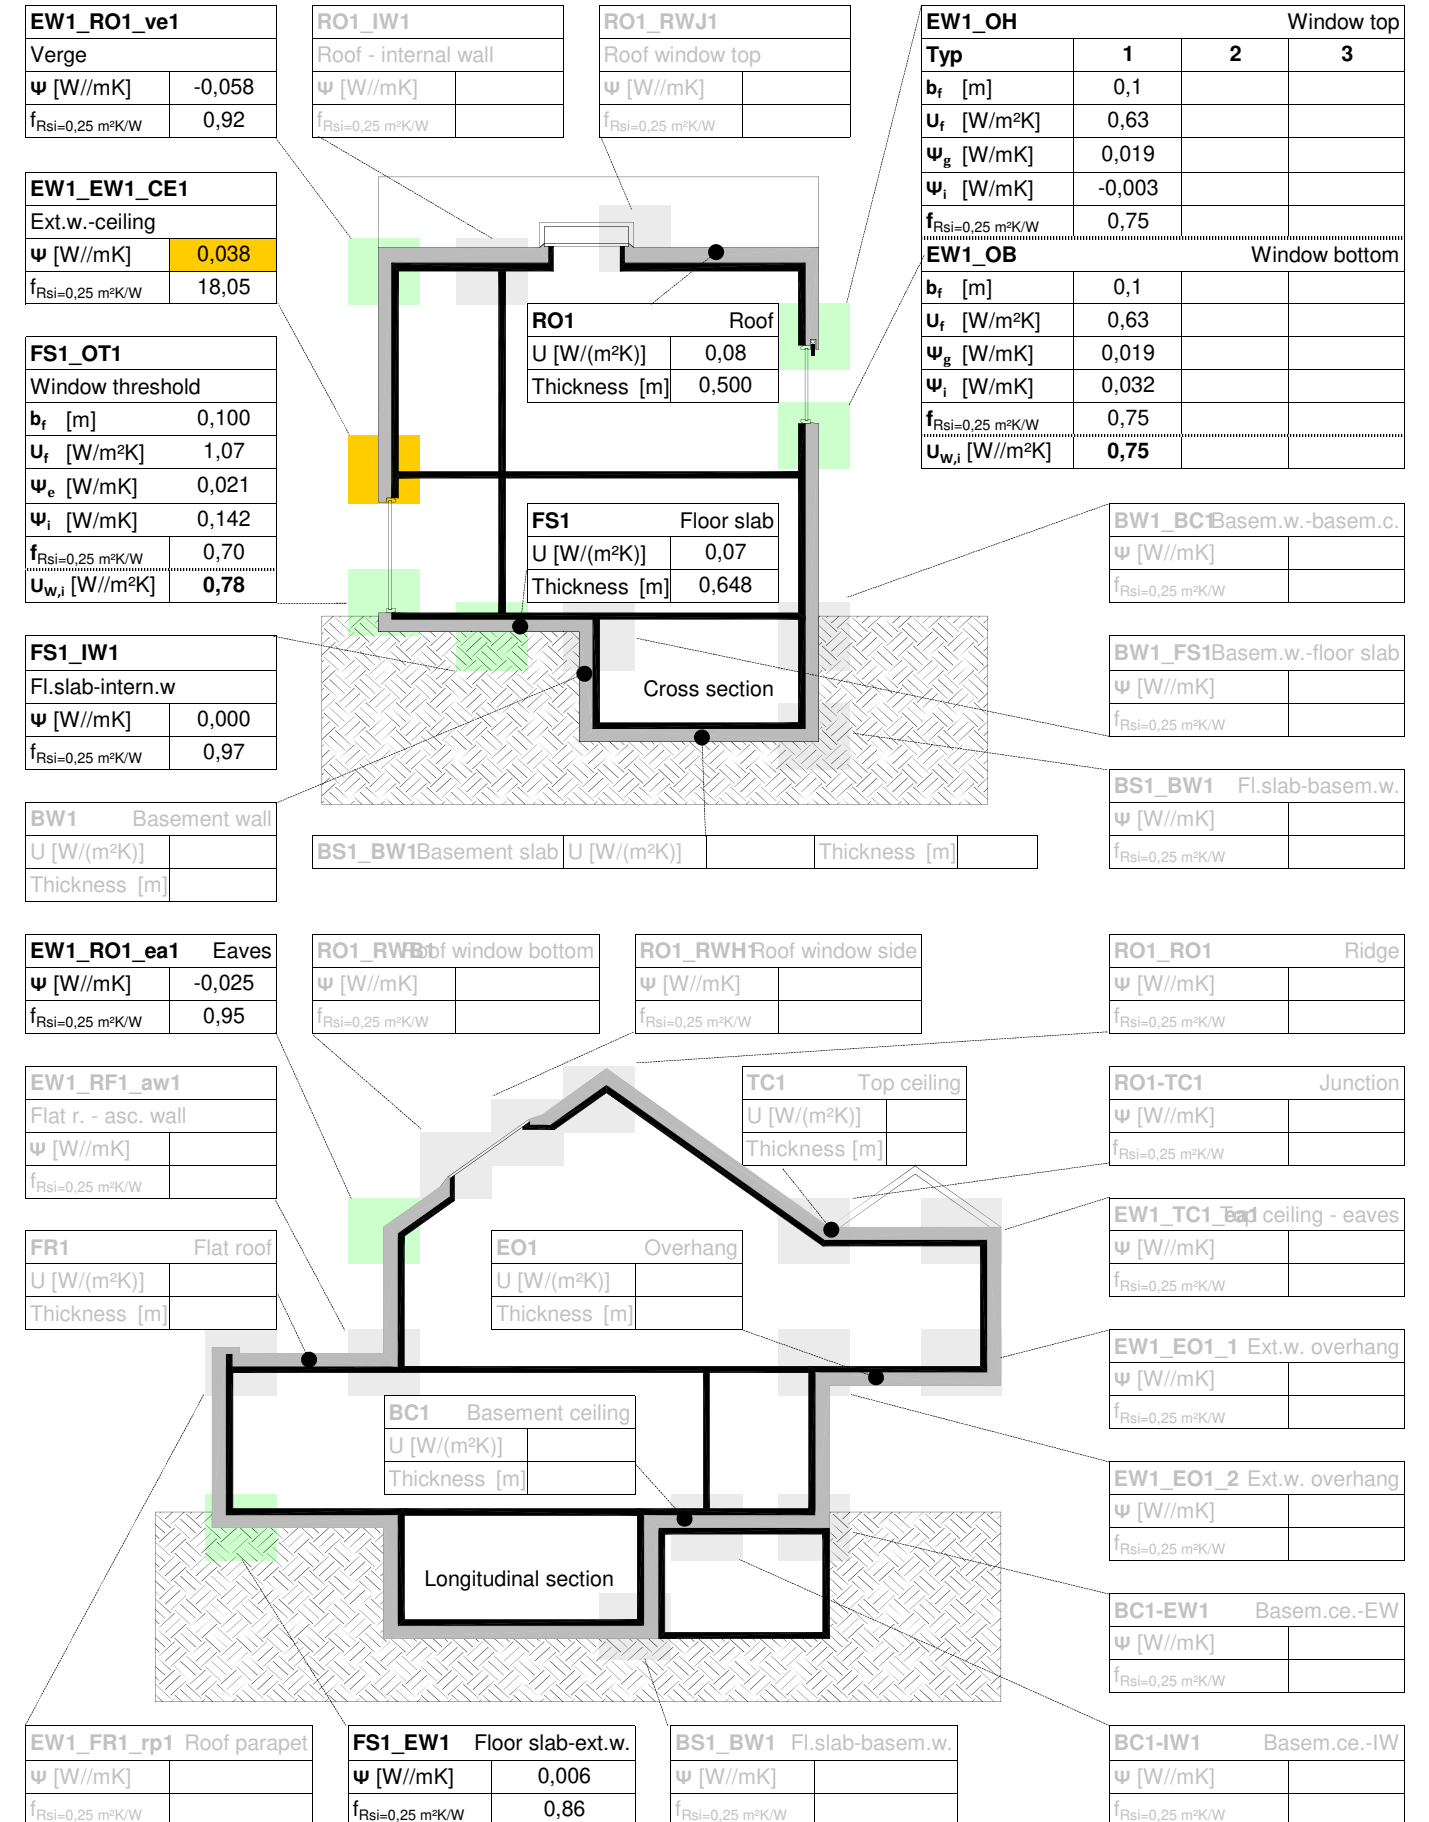 EW1_RO1_ve1
Verge
Ψ [W//mK] -0,058
fRsi=0,25 m²K/W 0,92
RO1_IW1
Roof - internal wall
Ψ [W//mK]
fRsi=0,25 m²K/W
RO1_RWJ1
Roof window top
Ψ [W//mK]
fRsi=0,25 m²K/W
EW1_OH Window top
Typ 1 2 3
bf [m] 0,1
Uf [W/m²K] 0,63
Ψg [W/mK] 0,019
Ψi [W/mK] -0,003
fRsi=0,25 m²K/W 0,75
EW1_OB Window bottom
bf [m] 0,1
Uf [W/m²K] 0,63
Ψg [W/mK] 0,019
Ψi [W/mK] 0,032
fRsi=0,25 m²K/W 0,75
UW,i [W//m²K] 0,75
EW1_EW1_CE1
Ext.w.-ceiling
Ψ [W//mK] 0,038
fRsi=0,25 m²K/W 18,05
RO1 Roof
U [W/(m²K)] 0,08
Thickness [m] 0,500
FS1_OT1
Window threshold
bf [m] 0,100
Uf [W/m²K] 1,07
Ψe [W/mK] 0,021
Ψi [W/mK] 0,142
fRsi=0,25 m²K/W 0,70
UW,i [W//m²K] 0,78
FS1 Floor slab
U [W/(m²K)] 0,07
Thickness [m] 0,648
BW1_BC1 Basem.w.-basem.c.
Ψ [W//mK]
fRsi=0,25 m²K/W
FS1_IW1
Fl.slab-intern.w
Ψ [W//mK] 0,000
fRsi=0,25 m²K/W 0,97
Cross section
BW1_FS1 Basem.w.-floor slab
Ψ [W//mK]
fRsi=0,25 m²K/W
BS1_BW1 Fl.slab-basem.w.
Ψ [W//mK]
fRsi=0,25 m²K/W
BW1 Basement wall
U [W/(m²K)]
Thickness [m]
BS1_BW1 Basement slab U [W/(m²K)] Thickness [m]
EW1_RO1_ea1 Eaves
Ψ [W//mK] -0,025
fRsi=0,25 m²K/W 0,95
RO1_RWB1 Roof window bottom
Ψ [W//mK]
fRsi=0,25 m²K/W
RO1_RWH1 Roof window side
Ψ [W//mK]
fRsi=0,25 m²K/W
RO1_RO1 Ridge
Ψ [W//mK]
fRsi=0,25 m²K/W
EW1_RF1_aw1
Flat r. - asc. wall
Ψ [W//mK]
fRsi=0,25 m²K/W
TC1 Top ceiling
U [W/(m²K)]
Thickness [m]
RO1-TC1 Junction
Ψ [W//mK]
fRsi=0,25 m²K/W
EW1_TC1_ea1 Top ceiling - eaves
Ψ [W//mK]
fRsi=0,25 m²K/W
FR1 Flat roof
U [W/(m²K)]
Thickness [m]
EO1 Overhang
U [W/(m²K)]
Thickness [m]
EW1_EO1_1 Ext.w. overhang
Ψ [W//mK]
fRsi=0,25 m²K/W
BC1 Basement ceiling
U [W/(m²K)]
Thickness [m]
EW1_EO1_2 Ext.w. overhang
Ψ [W//mK]
fRsi=0,25 m²K/W
Longitudinal section
BC1-EW1 Basem.ce.-EW
Ψ [W//mK]
fRsi=0,25 m²K/W
EW1_FR1_rp1 Roof parapet
Ψ [W//mK]
fRsi=0,25 m²K/W
FS1_EW1 Floor slab-ext.w.
Ψ [W//mK] 0,006
fRsi=0,25 m²K/W 0,86
BS1_BW1 Fl.slab-basem.w.
Ψ [W//mK]
fRsi=0,25 m²K/W
BC1-IW1 Basem.ce.-IW
Ψ [W//mK]
fRsi=0,25 m²K/W